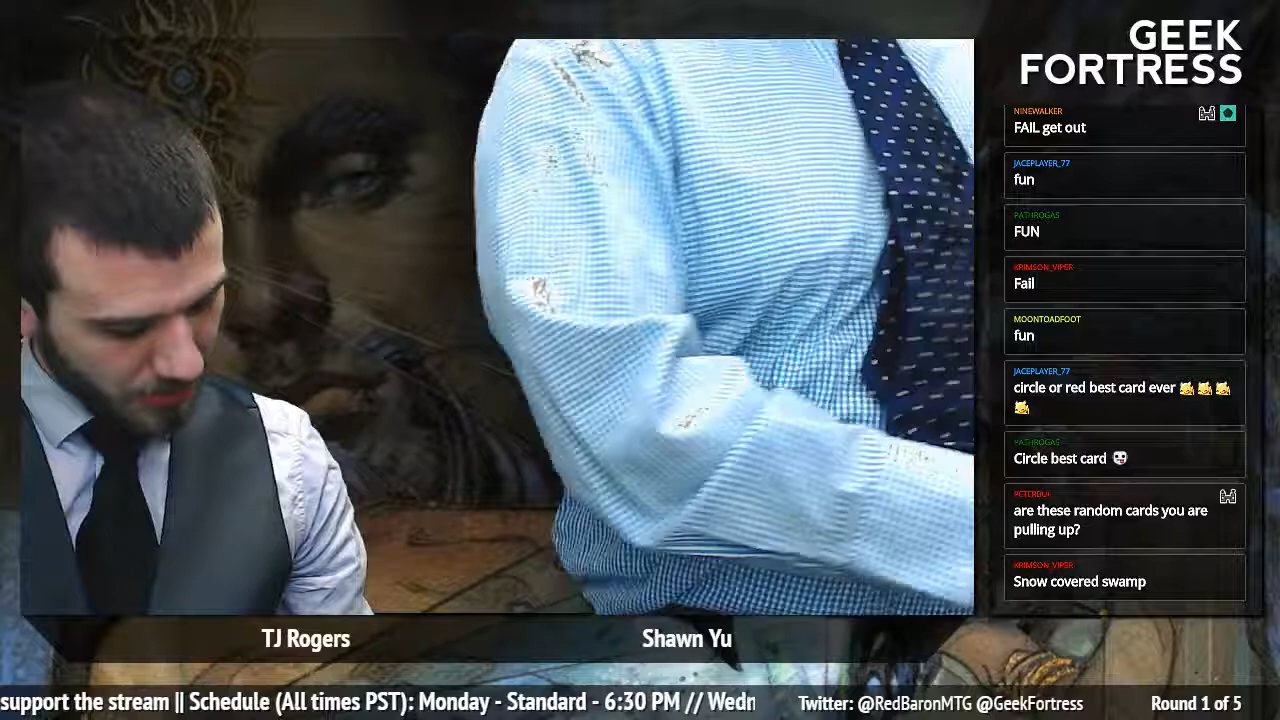 GEEK
FORTRESS
NINEWALKER
FAIL get out
JACEPLAYER_77
fun
PATHROGAS
FUN
KRIMSON_VIPER
Fail
MOONTOADFOOT
fun
JACEPLAYER_77
circle or red best card ever
PATHROGAS
Circle best card
PETERBUI
are these random cards you are
pulling up?
KRIMSON_VIPER
Snow covered swamp
TJ Rogers
Shawn Yu
support the stream || Schedule (All times PST): Monday - Standard - 6:30 PM // Wedn
Twitter: @RedBaronMTG @GeekFortress
Round 1 of 5